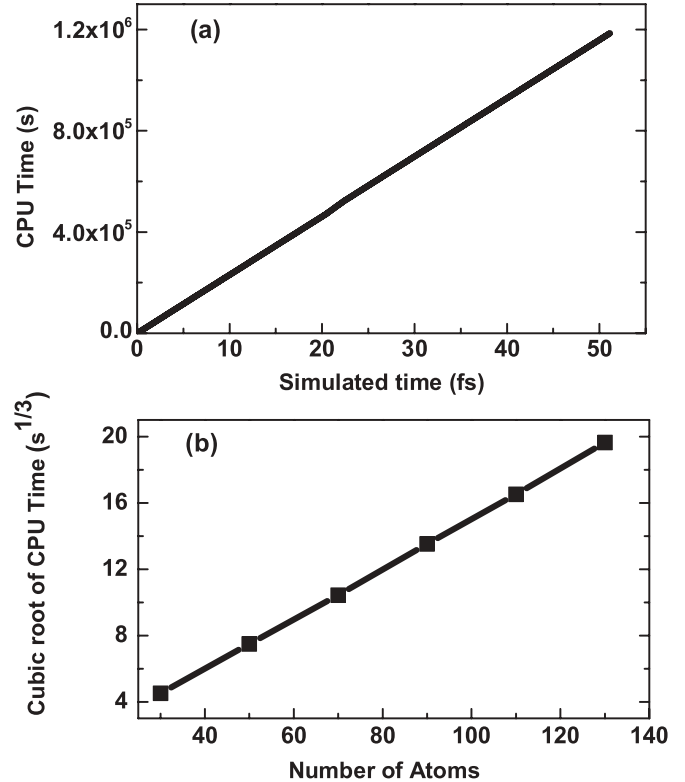 (a)
1.2x10^6
8.0x10^5
4.0x10^5
0.0
CPU Time (s)
0 10 20 30 40 50
Simulated time (fs)
(b)
20
16
12
8
4
Cubic root of CPU Time (s^1/3)
40 60 80 100 120 140
Number of Atoms